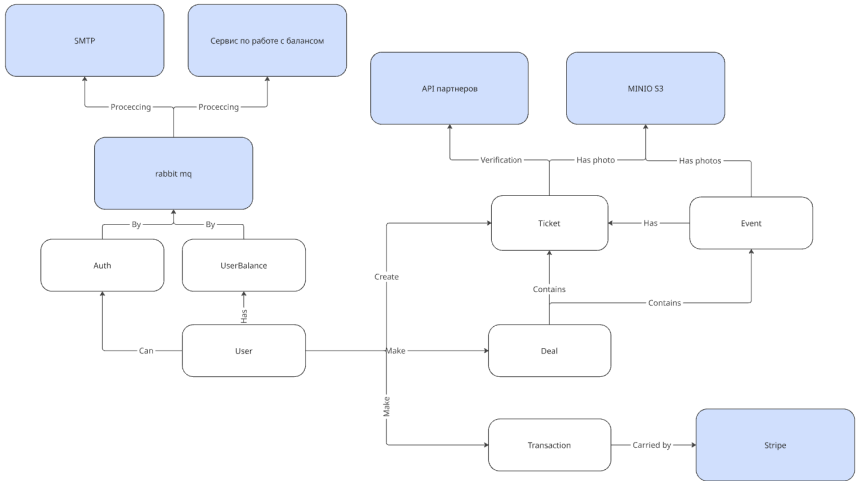 SMTP
Сервис по работе с балансом
API партнеров
MINIO S3
Proceccing
Proceccing
Verification
Has photo
Has photos
rabbit mq
By
By
Ticket
Has
Event
Auth
UserBalance
Create
Contains
Contains
Has
Can
User
Make
Deal
Make
Transaction
Carried by
Stripe